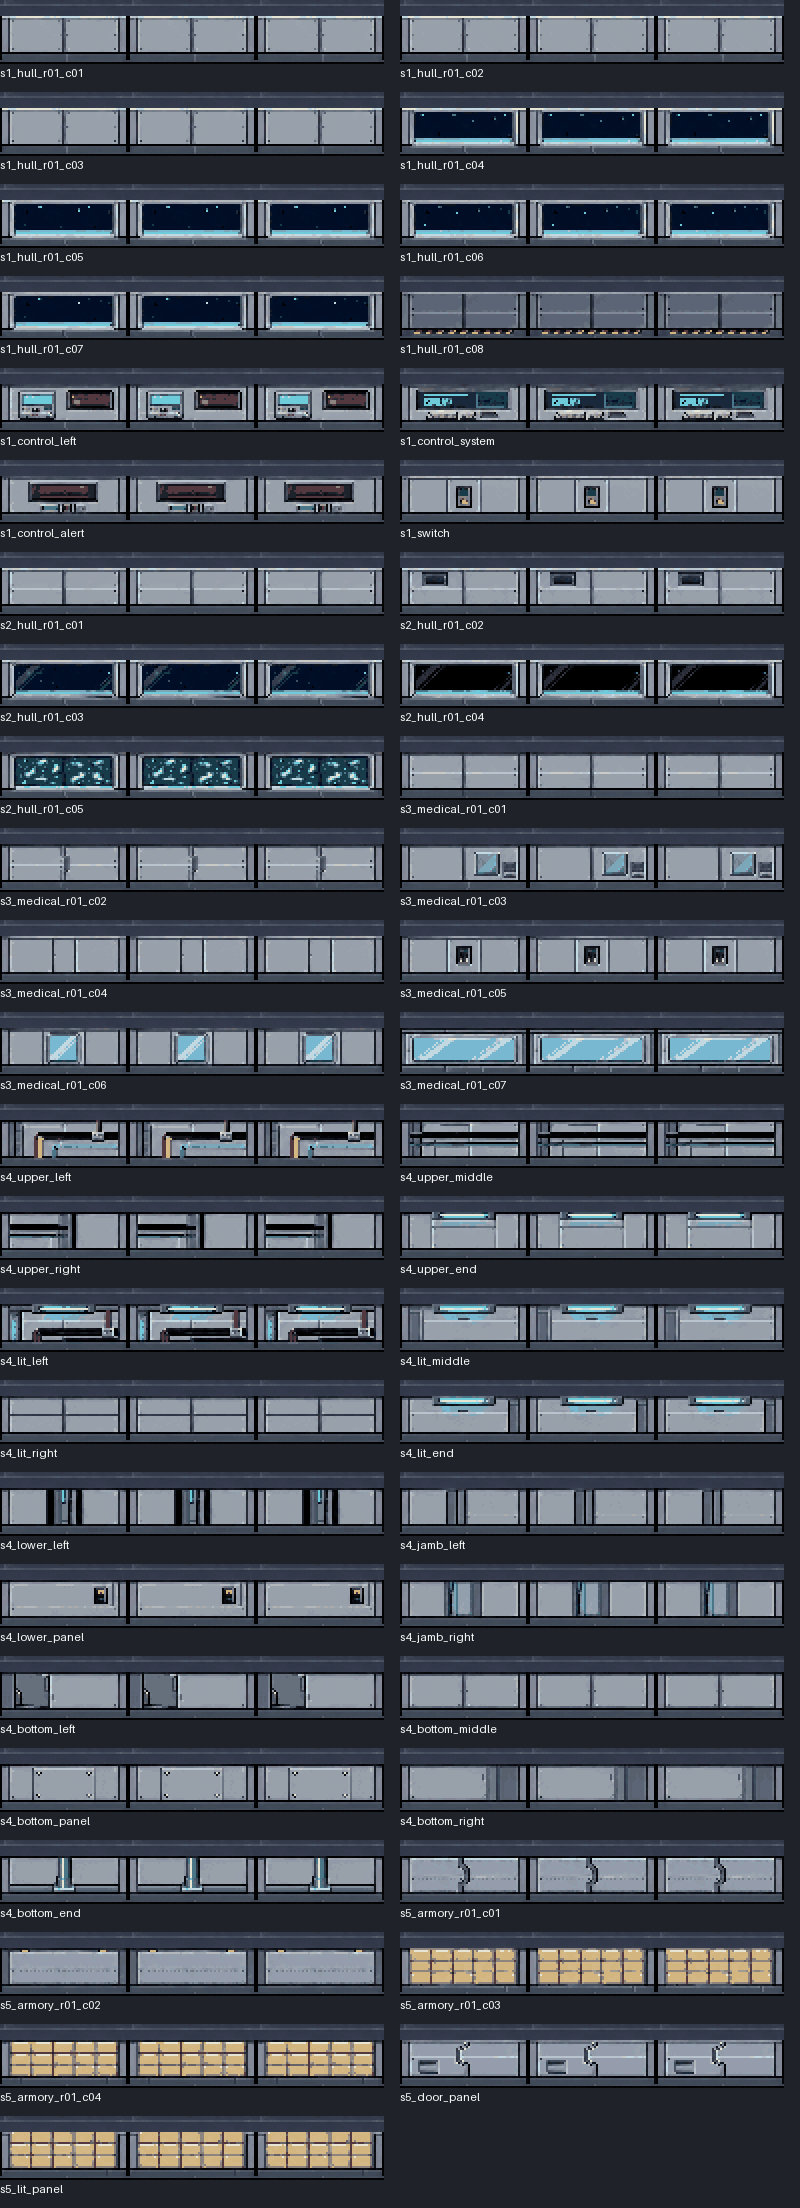 s1_hull_r01_c01
s1_hull_r01_c02
s1_hull_r01_c03
s1_hull_r01_c04
s1_hull_r01_c05
s1_hull_r01_c06
s1_hull_r01_c07
s1_hull_r01_c08
s1_control_left
s1_control_system
s1_control_alert
s1_switch
s2_hull_r01_c01
s2_hull_r01_c02
s2_hull_r01_c03
s2_hull_r01_c04
s2_hull_r01_c05
s3_medical_r01_c01
s3_medical_r01_c02
s3_medical_r01_c03
s3_medical_r01_c04
s3_medical_r01_c05
s3_medical_r01_c06
s3_medical_r01_c07
s4_upper_left
s4_upper_middle
s4_upper_right
s4_upper_end
s4_lit_left
s4_lit_middle
s4_lit_right
s4_lit_end
s4_lower_left
s4_jamb_left
s4_lower_panel
s4_jamb_right
s4_bottom_left
s4_bottom_middle
s4_bottom_panel
s4_bottom_right
s4_bottom_end
s5_armory_r01_c01
s5_armory_r01_c02
s5_armory_r01_c03
s5_armory_r01_c04
s5_door_panel
s5_lit_panel